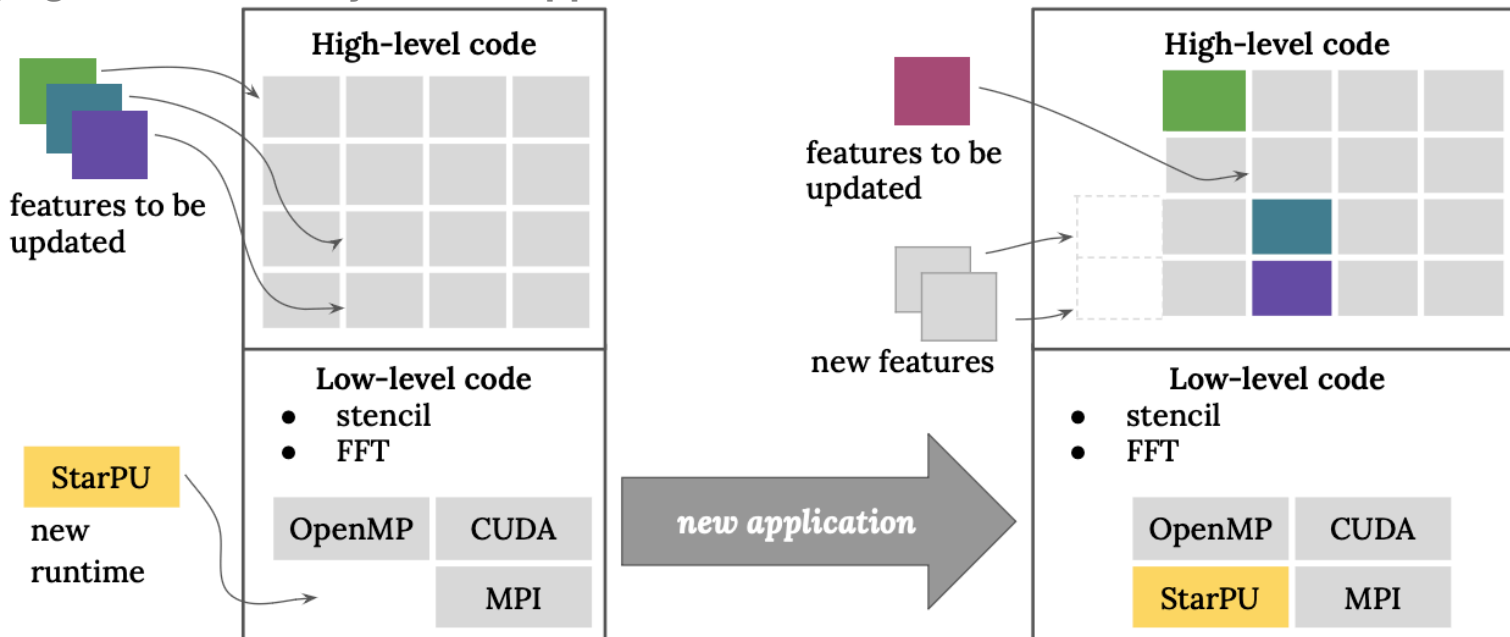 High-level code
features to be
updated
Low-level code
● stencil
● FFT
StarPU
new
runtime
OpenMP
CUDA
MPI
new application
High-level code
features to be
updated
new features
Low-level code
● stencil
● FFT
OpenMP
CUDA
StarPU
MPI